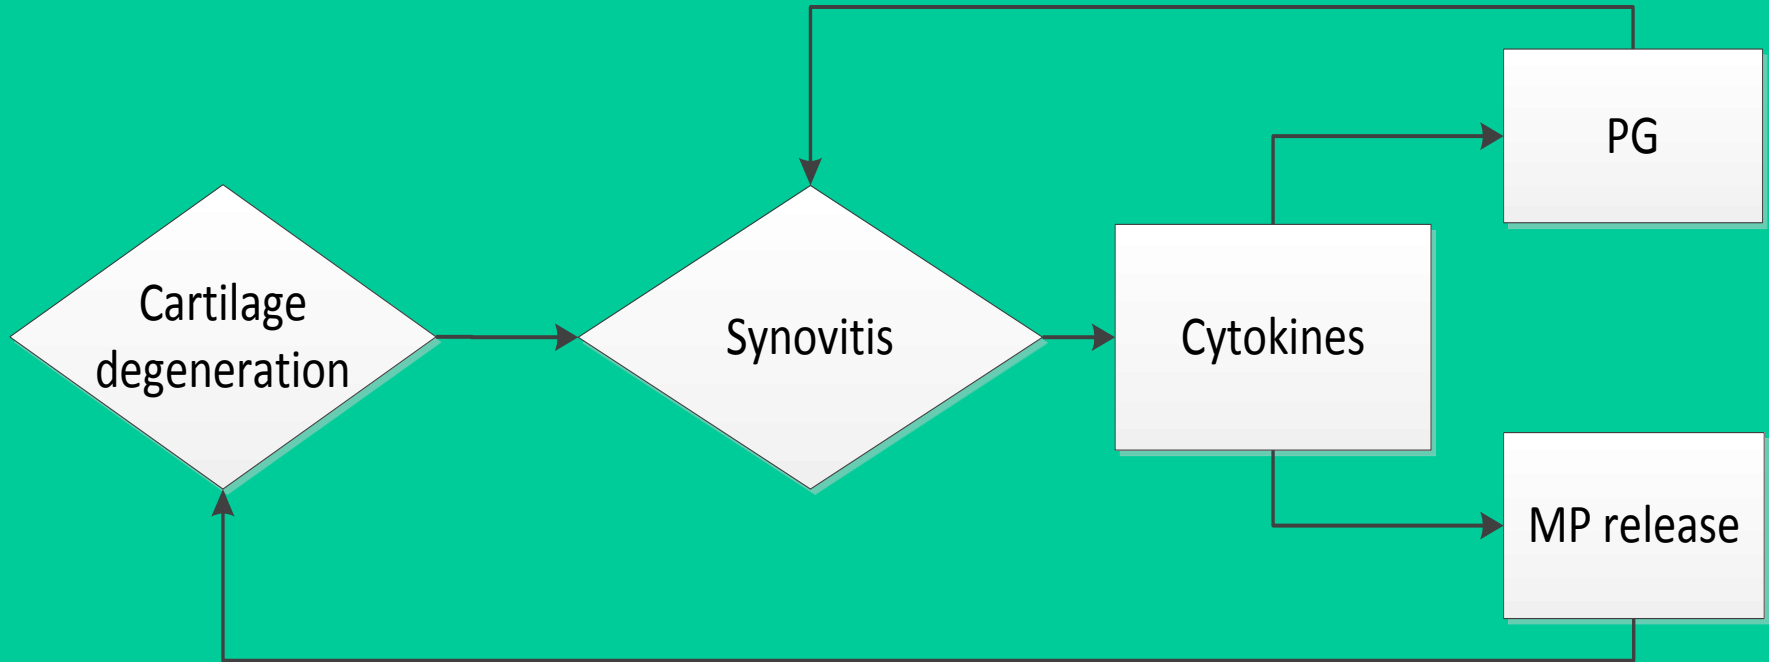 Cartilage
degeneration
Synovitis
Cytokines
PG
MP release